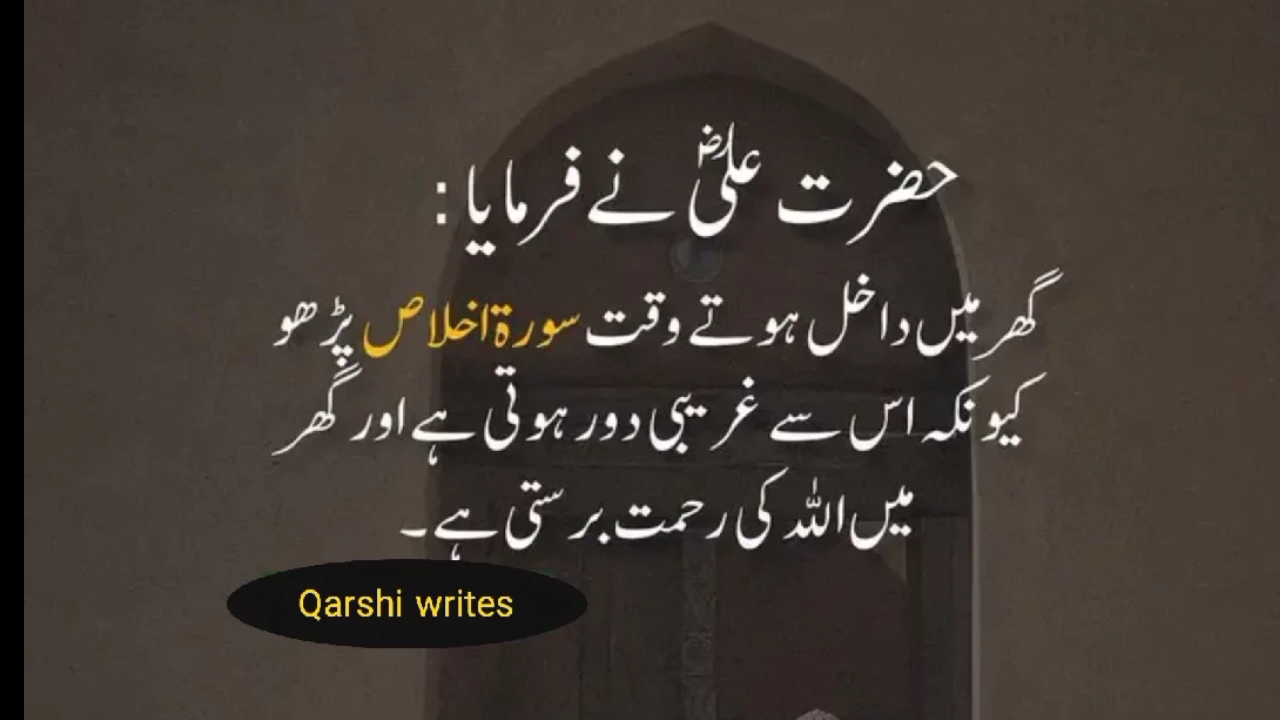 حضرت علیؓ نے فرمایا :
گھر میں داخل ہوتے وقت سورۃ اخلاص پڑھو
کیونکہ اس سے غریبی دور ہوتی ہے اور گھر
میں اللہ کی رحمت برستی ہے۔
Qarshi writes